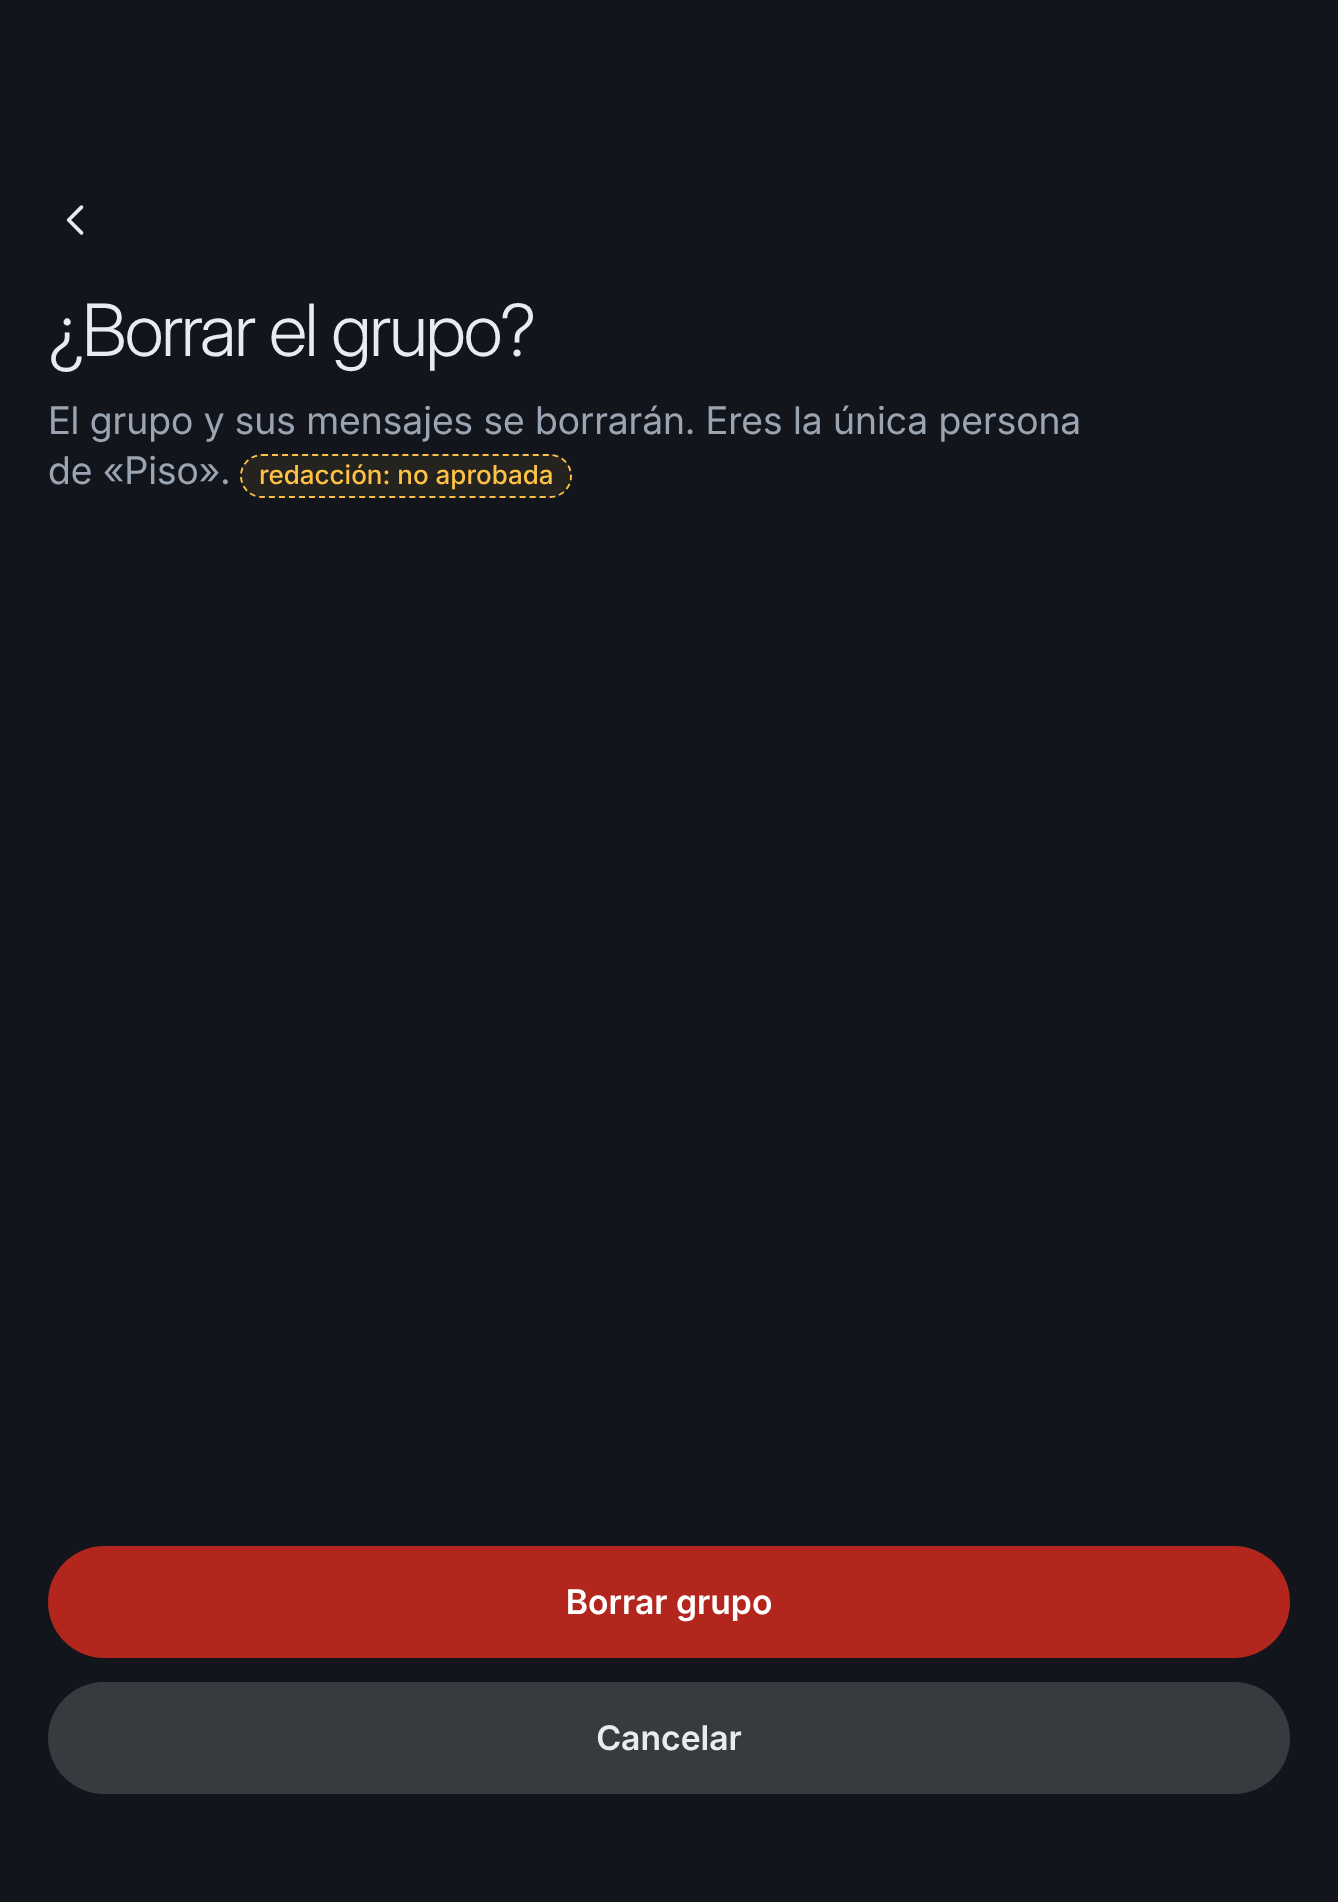 ¿Borrar el grupo?
El grupo y sus mensajes se borrarán. Eres la única persona
de «Piso». redacción: no aprobada
Borrar grupo
Cancelar